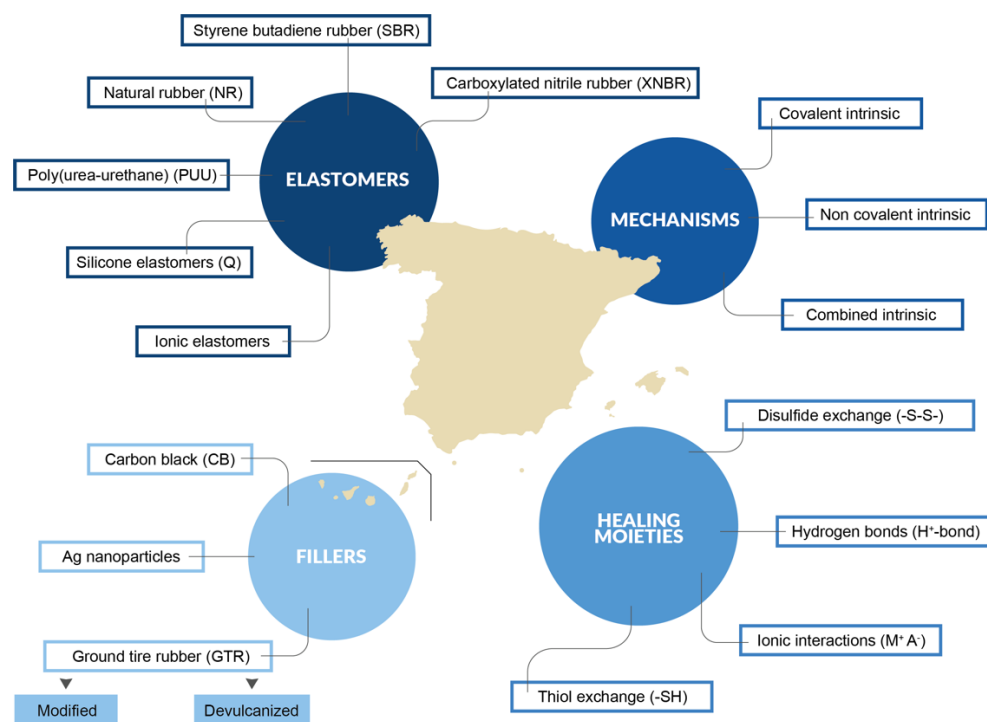 Styrene butadiene rubber (SBR)
Carboxylated nitrile rubber (XNBR)
Natural rubber (NR)
Poly(urea-urethane) (PUU)
ELASTOMERS
Silicone elastomers (Q)
Ionic elastomers
Covalent intrinsic
MECHANISMS
Non covalent intrinsic
Combined intrinsic
Carbon black (CB)
Ag nanoparticles
FILLERS
Ground tire rubber (GTR)
Modified
Devulcanized
Disulfide exchange (-S-S-)
HEALING
MOIETIES
Hydrogen bonds (H⁺-bond)
Ionic interactions (M⁺A⁻)
Thiol exchange (-SH)